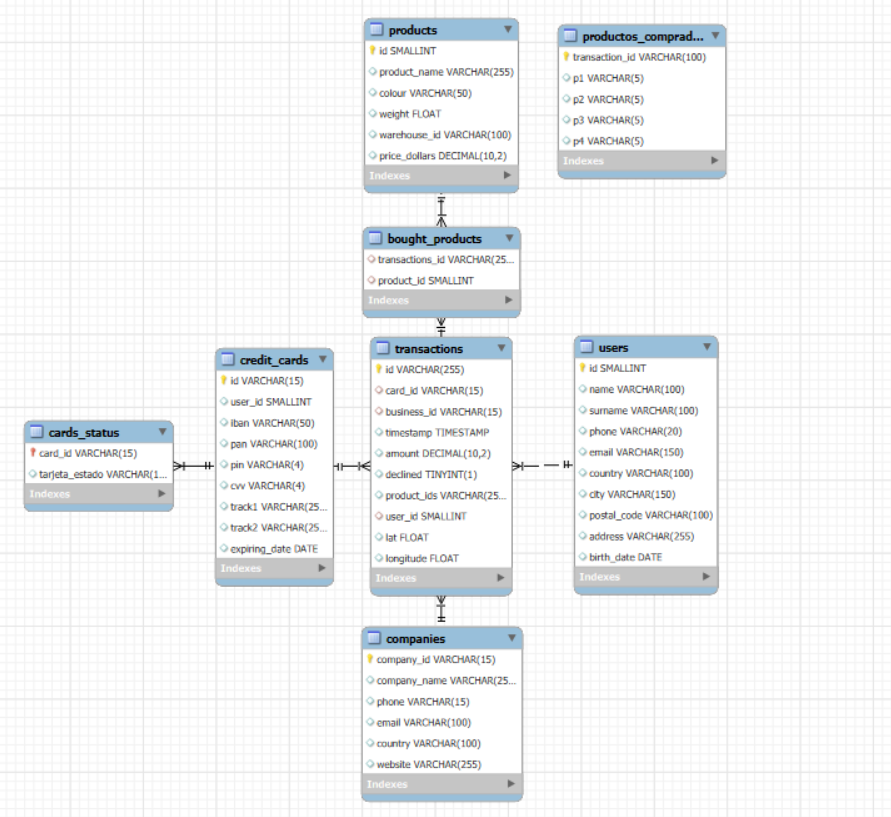 products
id SMALLINT
product_name VARCHAR(255)
colour VARCHAR(50)
weight FLOAT
warehouse_id VARCHAR(100)
price_dollars DECIMAL(10,2)
Indexes
productos_comprad...
transaction_id VARCHAR(100)
p1 VARCHAR(5)
p2 VARCHAR(5)
p3 VARCHAR(5)
p4 VARCHAR(5)
Indexes
bought_products
transactions_id VARCHAR(25...
product_id SMALLINT
Indexes
cards_status
card_id VARCHAR(15)
tarjeta_estado VARCHAR(1...
Indexes
credit_cards
id VARCHAR(15)
user_id SMALLINT
iban VARCHAR(50)
pan VARCHAR(100)
pin VARCHAR(4)
cvv VARCHAR(4)
track1 VARCHAR(25...
track2 VARCHAR(25...
expiring_date DATE
Indexes
transactions
id VARCHAR(255)
card_id VARCHAR(15)
business_id VARCHAR(15)
timestamp TIMESTAMP
amount DECIMAL(10,2)
declined TINYINT(1)
product_ids VARCHAR(25...
user_id SMALLINT
lat FLOAT
longitude FLOAT
Indexes
users
id SMALLINT
name VARCHAR(100)
surname VARCHAR(100)
phone VARCHAR(20)
email VARCHAR(150)
country VARCHAR(100)
city VARCHAR(150)
postal_code VARCHAR(100)
address VARCHAR(255)
birth_date DATE
Indexes
companies
company_id VARCHAR(15)
company_name VARCHAR(25...
phone VARCHAR(15)
email VARCHAR(100)
country VARCHAR(100)
website VARCHAR(255)
Indexes